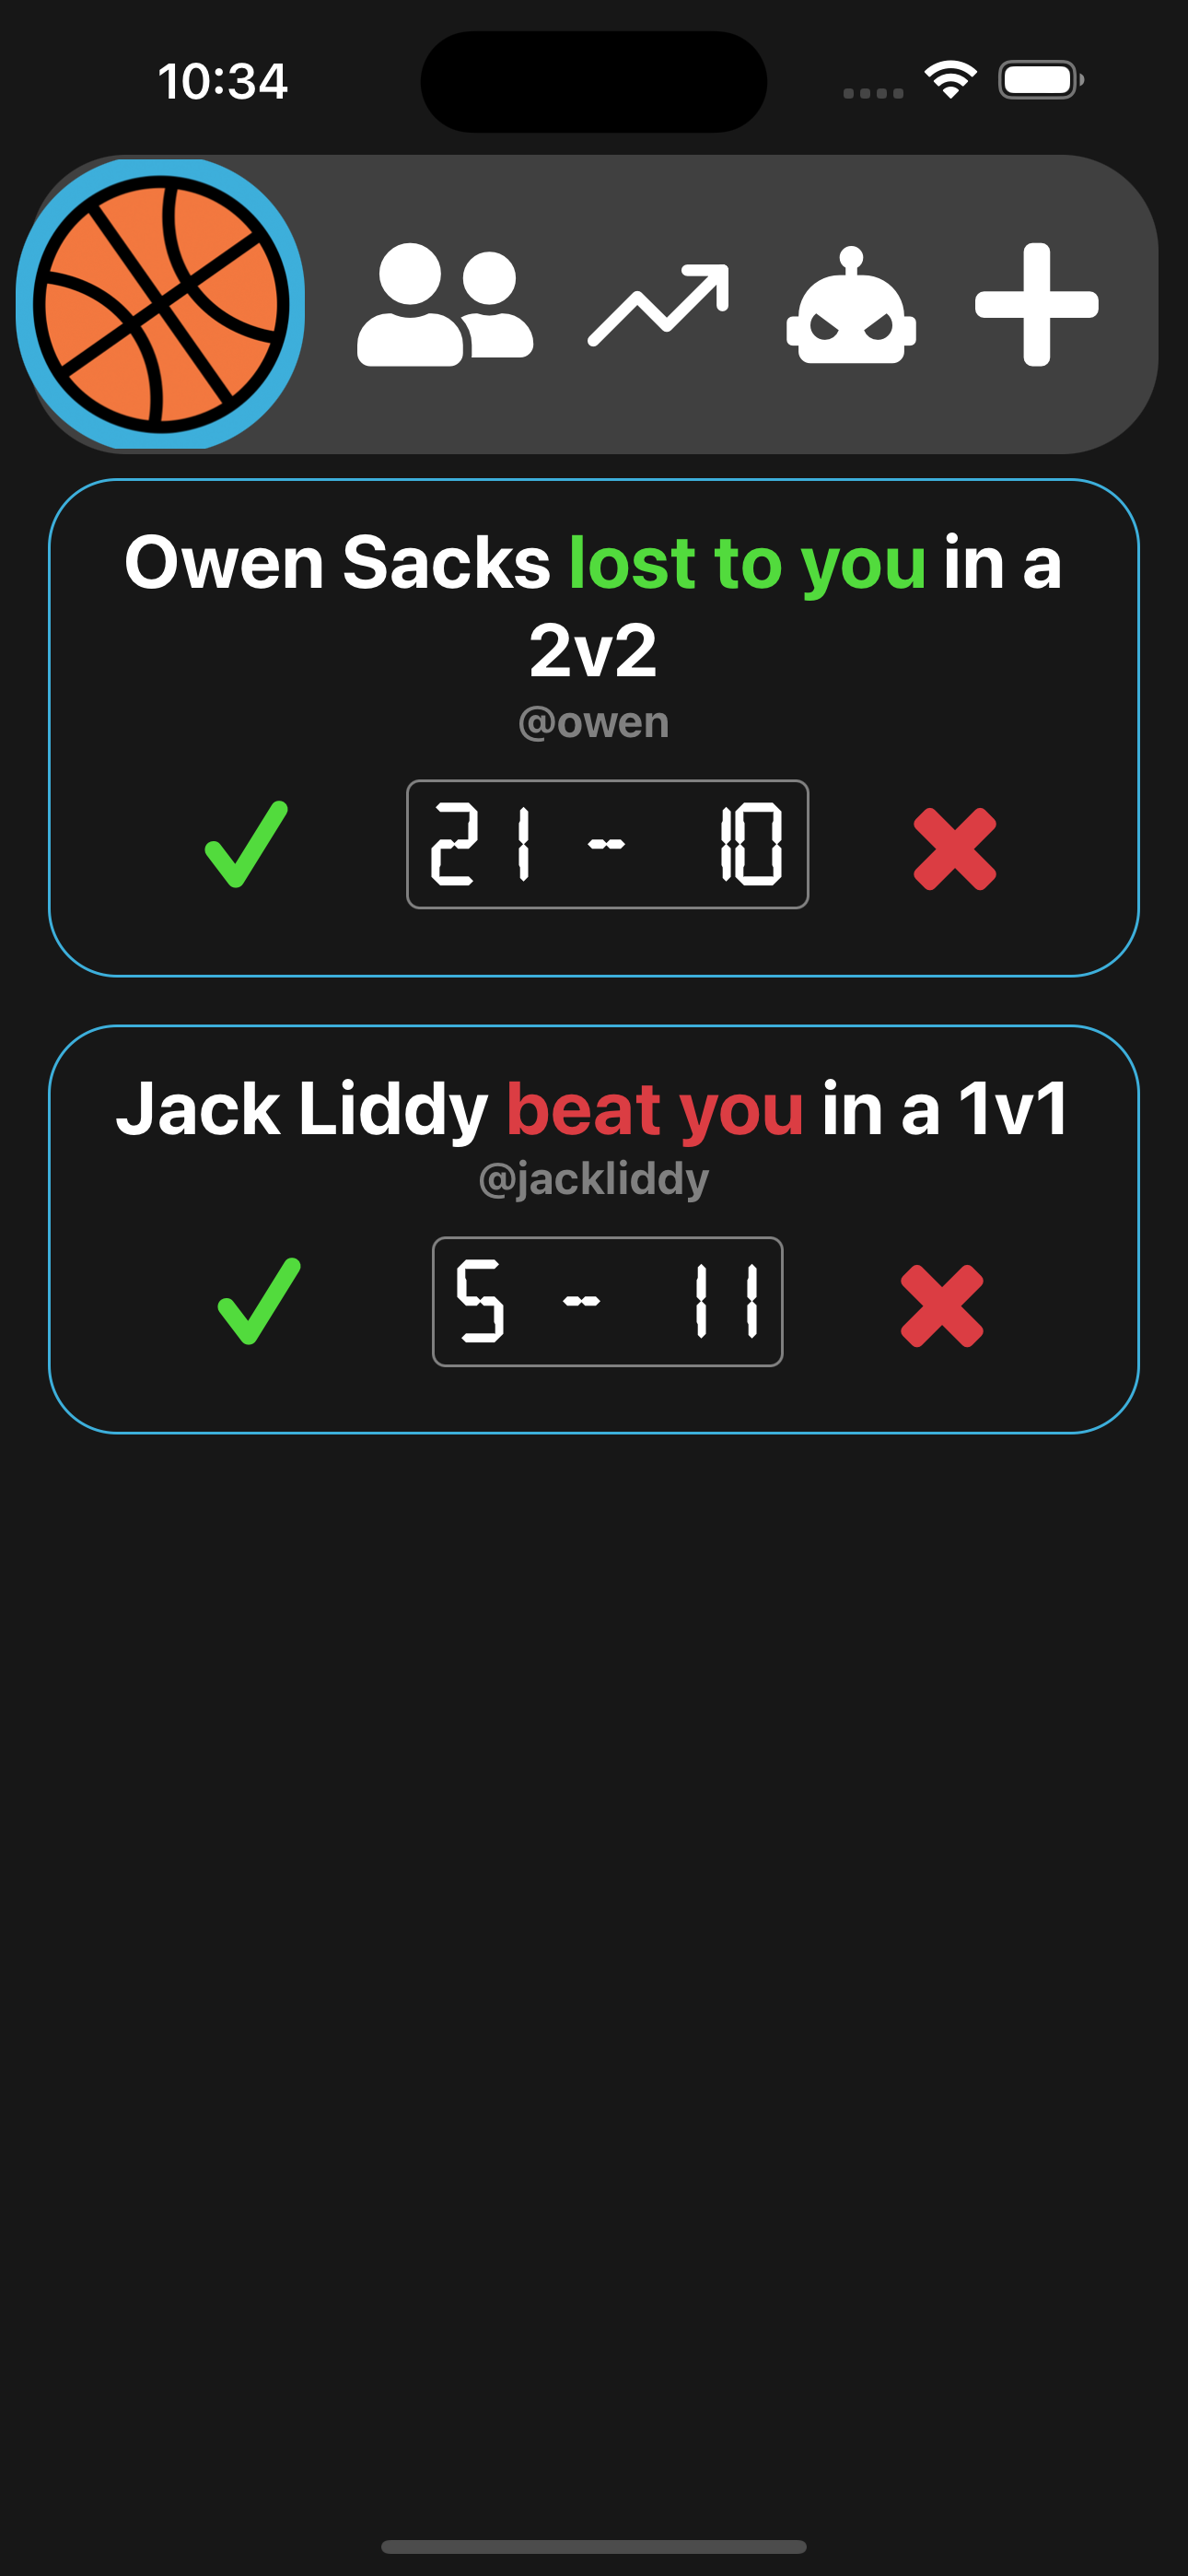 10:34
Owen Sacks lost to you in a
2v2
@owen
21 - 10
Jack Liddy beat you in a 1v1
@jackliddy
5 - 11